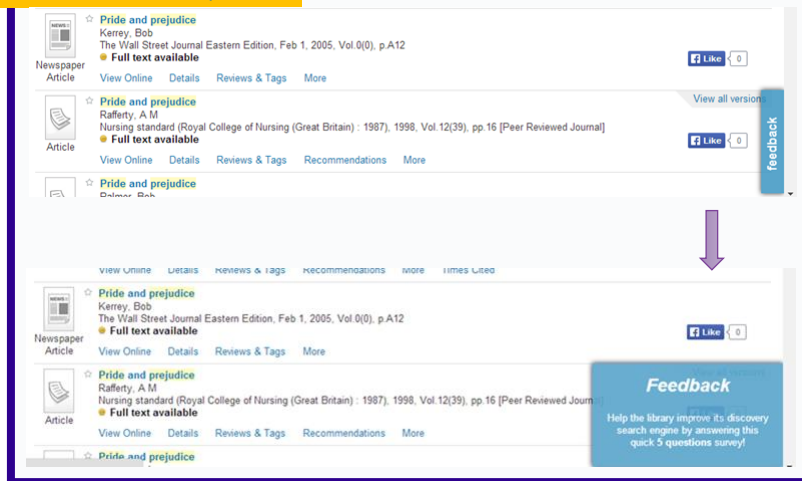 NEWS
Pride and prejudice
Kerrey, Bob
The Wall Street Journal Eastern Edition, Feb 1, 2005, Vol.0(0), p.A12
Full text available
Newspaper
Article
Like 0
View Online Details Reviews & Tags More
Pride and prejudice
View all versions
Rafferty, A M
Nursing standard (Royal College of Nursing (Great Britain) : 1987), 1998, Vol.12(39), pp.16 [Peer Reviewed Journal]
Full text available
Article
Like 0
feedback
View Online Details Reviews & Tags Recommendations More
Pride and prejudice
Palmer, Bob
View Online Details Reviews & Tags Recommendations More Times Cited
NEWS
Pride and prejudice
Kerrey, Bob
The Wall Street Journal Eastern Edition, Feb 1, 2005, Vol.0(0), p.A12
Full text available
Newspaper
Article
Like 0
View Online Details Reviews & Tags More
Pride and prejudice
Rafferty, A M
Nursing standard (Royal College of Nursing (Great Britain) : 1987), 1998, Vol.12(39), pp.16 [Peer Reviewed Journ
Full text available
Article
View Online Details Reviews & Tags Recommendations More
Feedback
Help the library improve its discovery
search engine by answering this
quick 5 questions survey!
Pride and prejudice